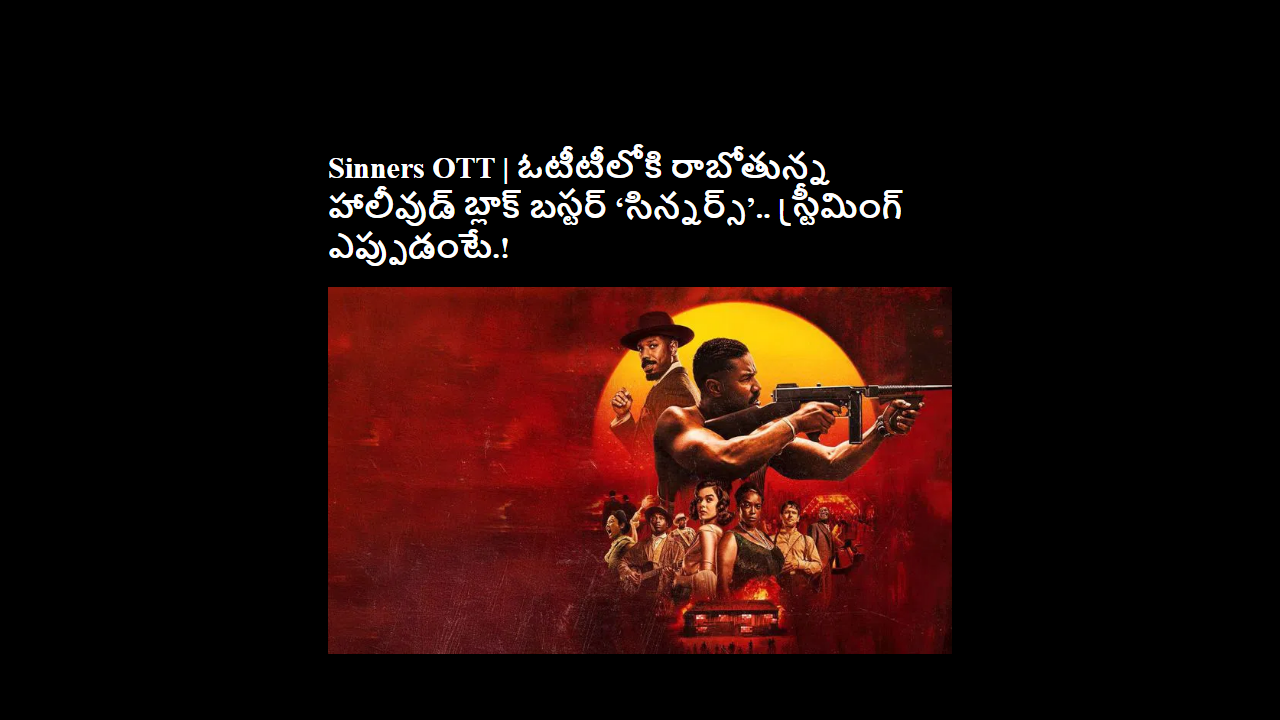 Sinners OTT | ఓటీటీలోకి రాబోతున్న
హాలీవుడ్ బ్లాక్ బస్టర్ ‘సిన్నర్స్’.. స్ట్రీమింగ్
ఎప్పుడంటే.!